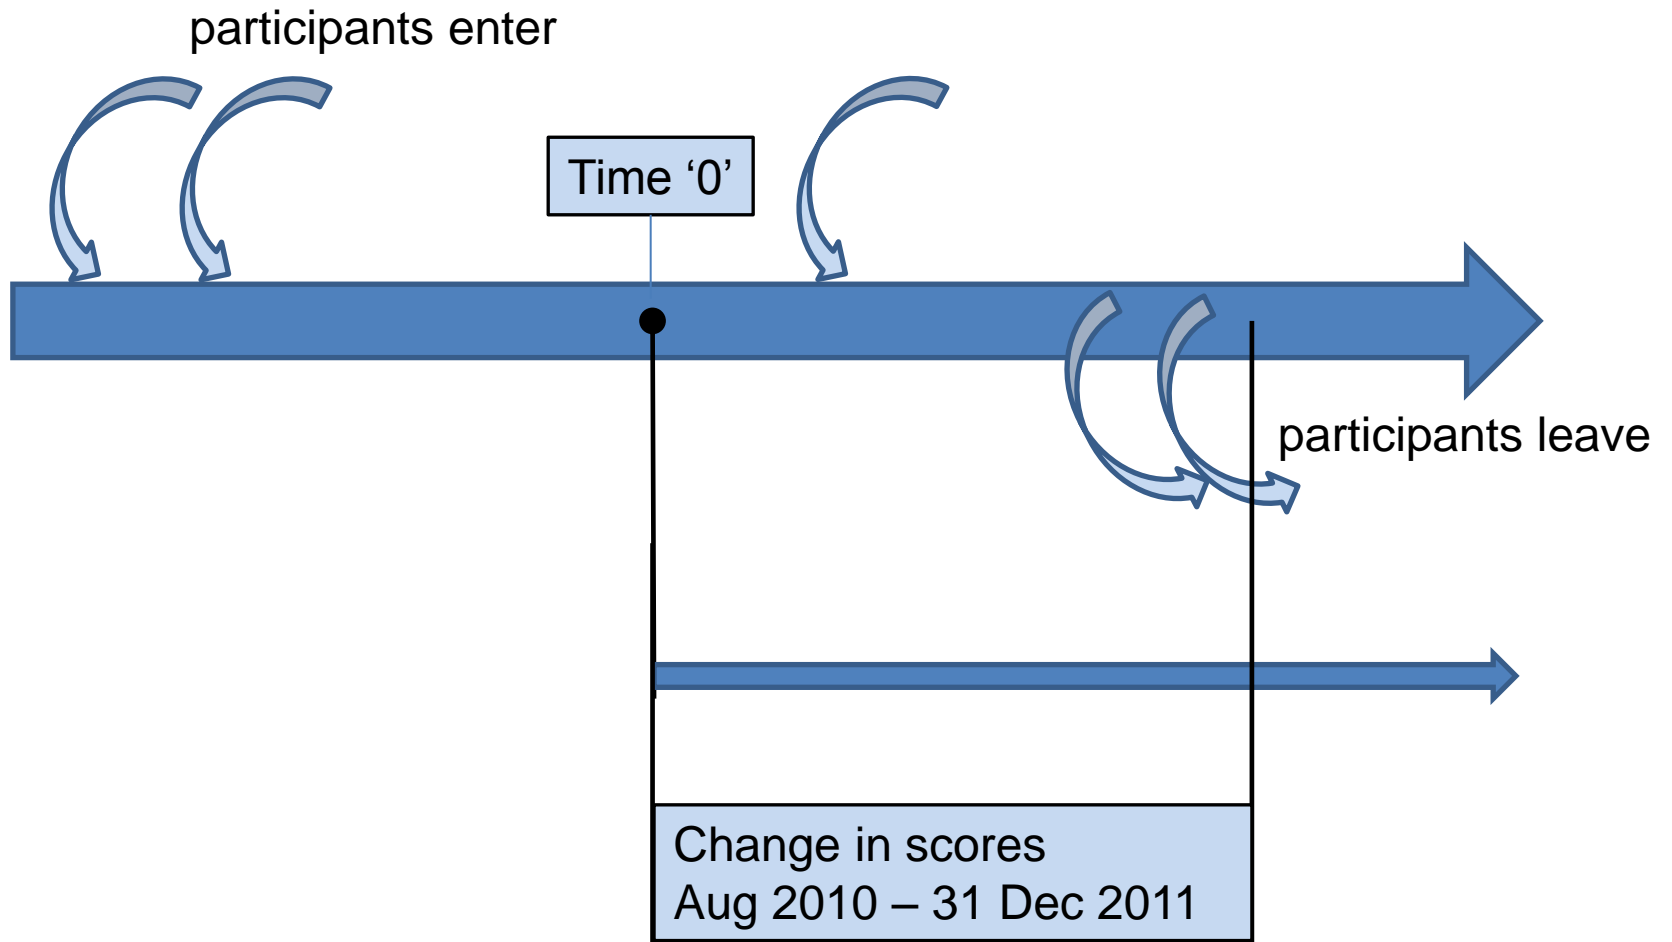 participants enter
Time ‘0’
participants leave
Change in scores
Aug 2010 – 31 Dec 2011